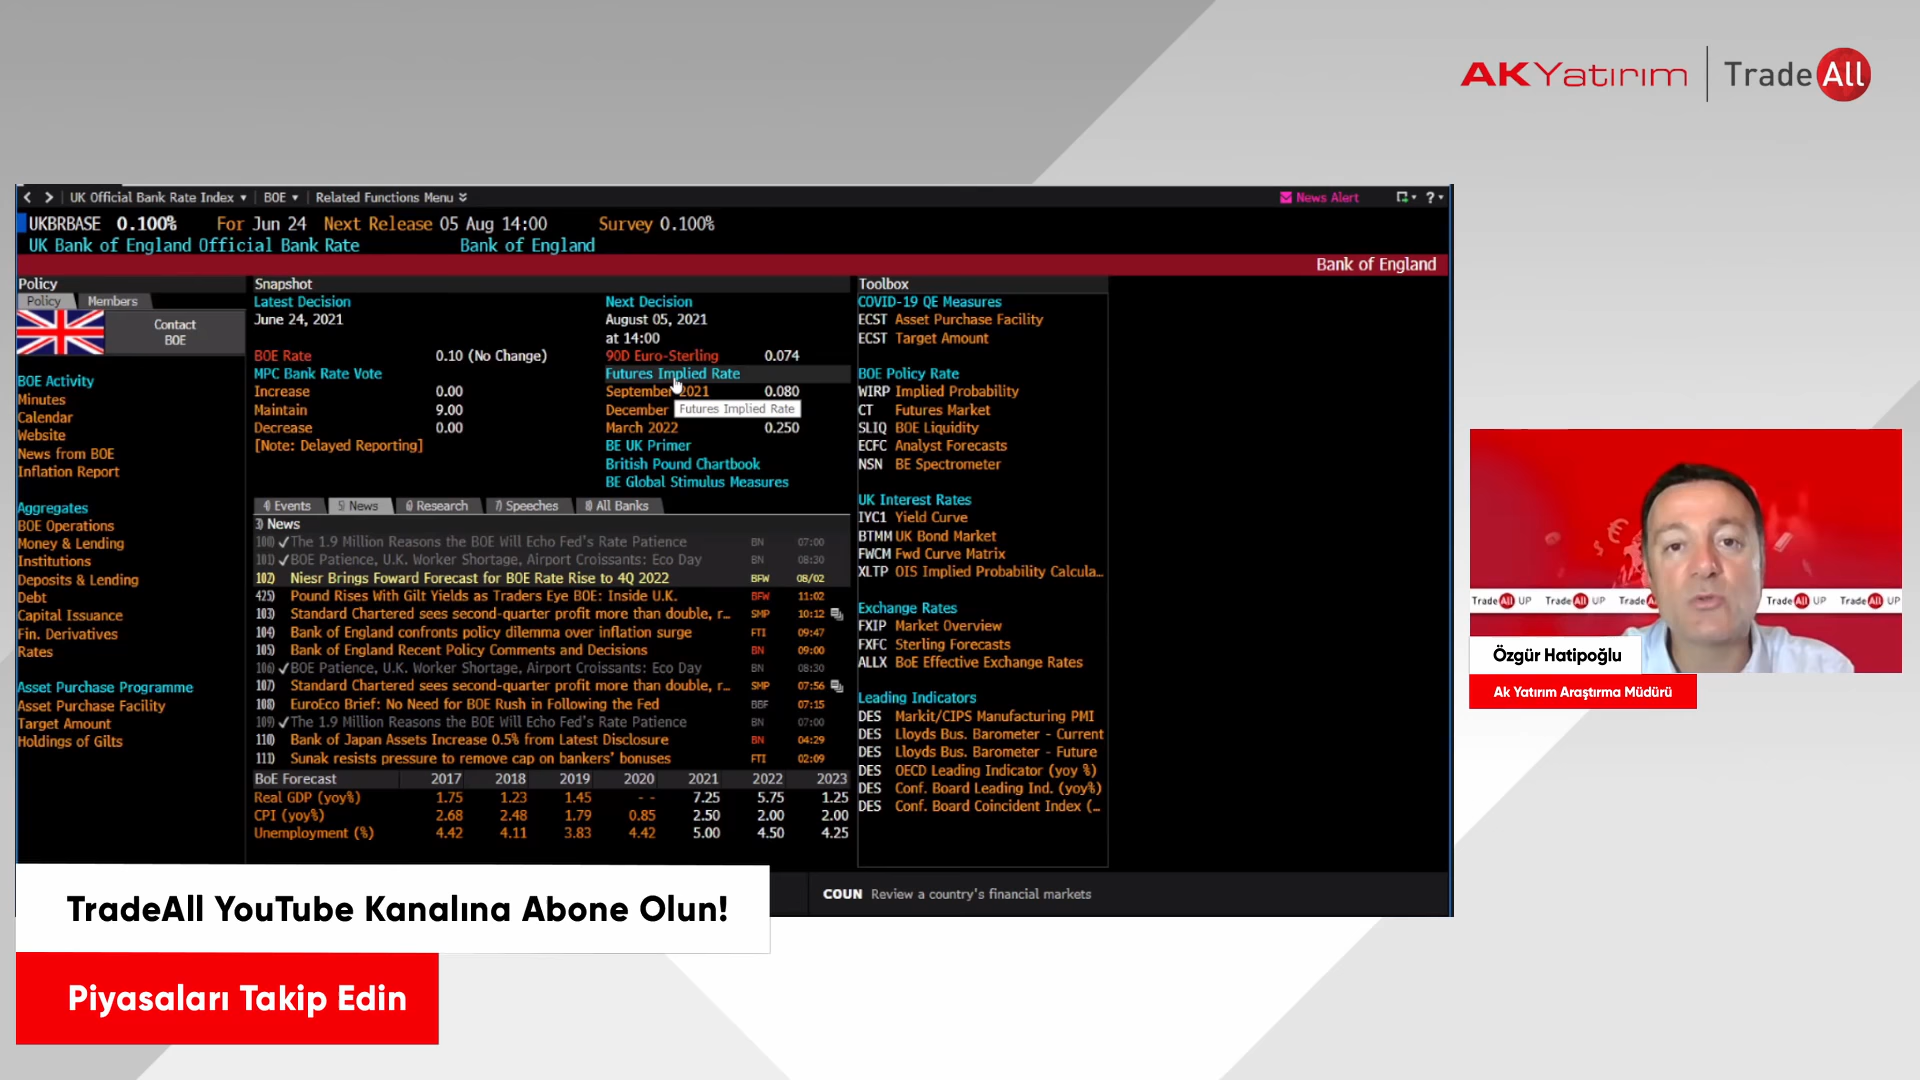 AKYatırım | TradeAll
UK Official Bank Rate Index ▾ BOE ▾ Related Functions Menu
News Alert ?
UKBRBASE 0.100% For Jun 24 Next Release 05 Aug 14:00 Survey 0.100%
UK Bank of England Official Bank Rate Bank of England
Bank of England
Policy
Policy Members
Contact
BOE
BOE Activity
Minutes
Calendar
Website
News from BOE
Inflation Report
Aggregates
BOE Operations
Money & Lending
Institutions
Deposits & Lending
Debt
Capital Issuance
Fin. Derivatives
Rates
Asset Purchase Programme
Asset Purchase Facility
Target Amount
Holdings of Gilts
Snapshot
Latest Decision
June 24, 2021
BOE Rate 0.10 (No Change)
MPC Bank Rate Vote
Increase 0.00
Maintain 9.00
Decrease 0.00
[Note: Delayed Reporting]
Next Decision
August 05, 2021
at 14:00
90D Euro-Sterling 0.074
Futures Implied Rate
September 2021 0.080
December
Futures Implied Rate
March 2022 0.250
BE UK Primer
British Pound Chartbook
BE Global Stimulus Measures
4) Events 5) News 6) Research 7) Speeches 8) All Banks
3) News
100) ✓The 1.9 Million Reasons the BOE Will Echo Fed's Rate Patience BN 07:00
101) ✓BOE Patience, U.K. Worker Shortage, Airport Croissants: Eco Day BN 08:30
102) Niesr Brings Foward Forecast for BOE Rate Rise to 4Q 2022 BFW 08/02
425) Pound Rises With Gilt Yields as Traders Eye BOE: Inside U.K. BFW 11:02
103) Standard Chartered sees second-quarter profit more than double, r... SMP 10:12
104) Bank of England confronts policy dilemma over inflation surge FTI 09:47
105) Bank of England Recent Policy Comments and Decisions BN 09:00
106) ✓BOE Patience, U.K. Worker Shortage, Airport Croissants: Eco Day BN 08:30
107) Standard Chartered sees second-quarter profit more than double, r... SMP 07:56
108) EuroEco Brief: No Need for BOE Rush in Following the Fed BBF 07:15
109) ✓The 1.9 Million Reasons the BOE Will Echo Fed's Rate Patience BN 07:00
110) Bank of Japan Assets Increase 0.5% from Latest Disclosure BN 04:29
111) Sunak resists pressure to remove cap on bankers' bonuses FTI 02:09
BoE Forecast 2017 2018 2019 2020 2021 2022 2023
Real GDP (yoy%) 1.75 1.23 1.45 - - 7.25 5.75 1.25
CPI (yoy%) 2.68 2.48 1.79 0.85 2.50 2.00 2.00
Unemployment (%) 4.42 4.11 3.83 4.42 5.00 4.50 4.25
Toolbox
COVID-19 QE Measures
ECST Asset Purchase Facility
ECST Target Amount
BOE Policy Rate
WIRP Implied Probability
CT Futures Market
SLIQ BOE Liquidity
ECFC Analyst Forecasts
NSN BE Spectrometer
UK Interest Rates
IYC1 Yield Curve
BTMM UK Bond Market
FWCM Fwd Curve Matrix
XLTP OIS Implied Probability Calcula...
Exchange Rates
FXIP Market Overview
FXFC Sterling Forecasts
ALLX BoE Effective Exchange Rates
Leading Indicators
DES Markit/CIPS Manufacturing PMI
DES Lloyds Bus. Barometer - Current
DES Lloyds Bus. Barometer - Future
DES OECD Leading Indicator (yoy %)
DES Conf. Board Leading Ind. (yoy%)
DES Conf. Board Coincident Index (...
COUN Review a country's financial markets
TradeAll UP TradeAll UP TradeA TradeAll UP TradeAll UP
Özgür Hatipoğlu
Ak Yatırım Araştırma Müdürü
TradeAll YouTube Kanalına Abone Olun!
Piyasaları Takip Edin